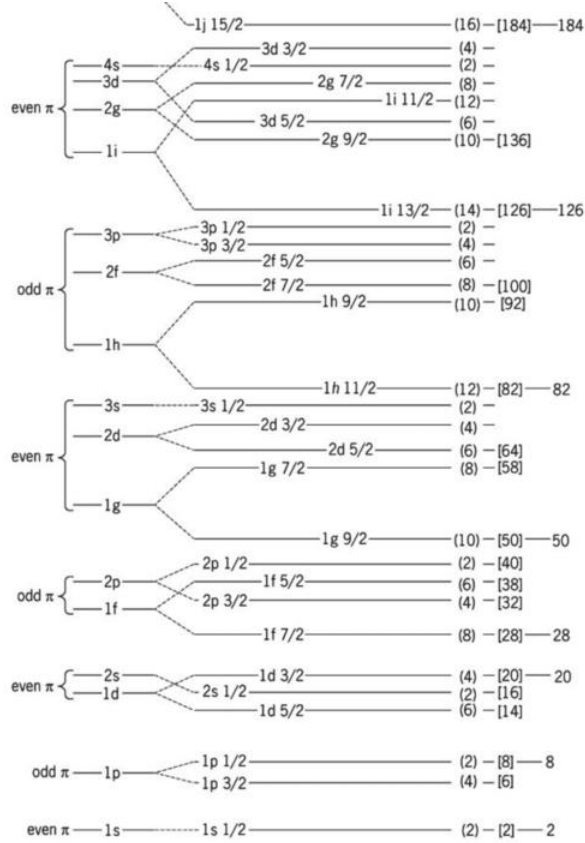 1j 15/2 (16) – [184] — 184
3d 3/2 (4) –
4s 4s 1/2 (2) –
3d
2g 7/2 (8) –
even π 2g 1i 11/2 – (12) –
3d 5/2 (6) –
2g 9/2 (10) – [136]
1i
1i 13/2 – (14) – [126] — 126
3p 3p 1/2 (2) –
3p 3/2 (4) –
2f 2f 5/2 (6) –
odd π 2f 7/2 (8) – [100]
1h 9/2 (10) – [92]
1h
1h 11/2 (12) – [82] — 82
3s 3s 1/2 (2) –
2d 2d 3/2 (4) –
even π 2d 5/2 (6) – [64]
1g 7/2 (8) – [58]
1g
1g 9/2 (10) – [50] — 50
2p 1/2 (2) – [40]
2p 1f 5/2 (6) – [38]
odd π 2p 3/2 (4) – [32]
1f
1f 7/2 (8) – [28] — 28
2s 1d 3/2 (4) – [20] — 20
even π 1d 2s 1/2 (2) – [16]
1d 5/2 (6) – [14]
1p 1/2 (2) – [8] — 8
odd π 1p
1p 3/2 (4) – [6]
even π 1s 1s 1/2 (2) – [2] — 2